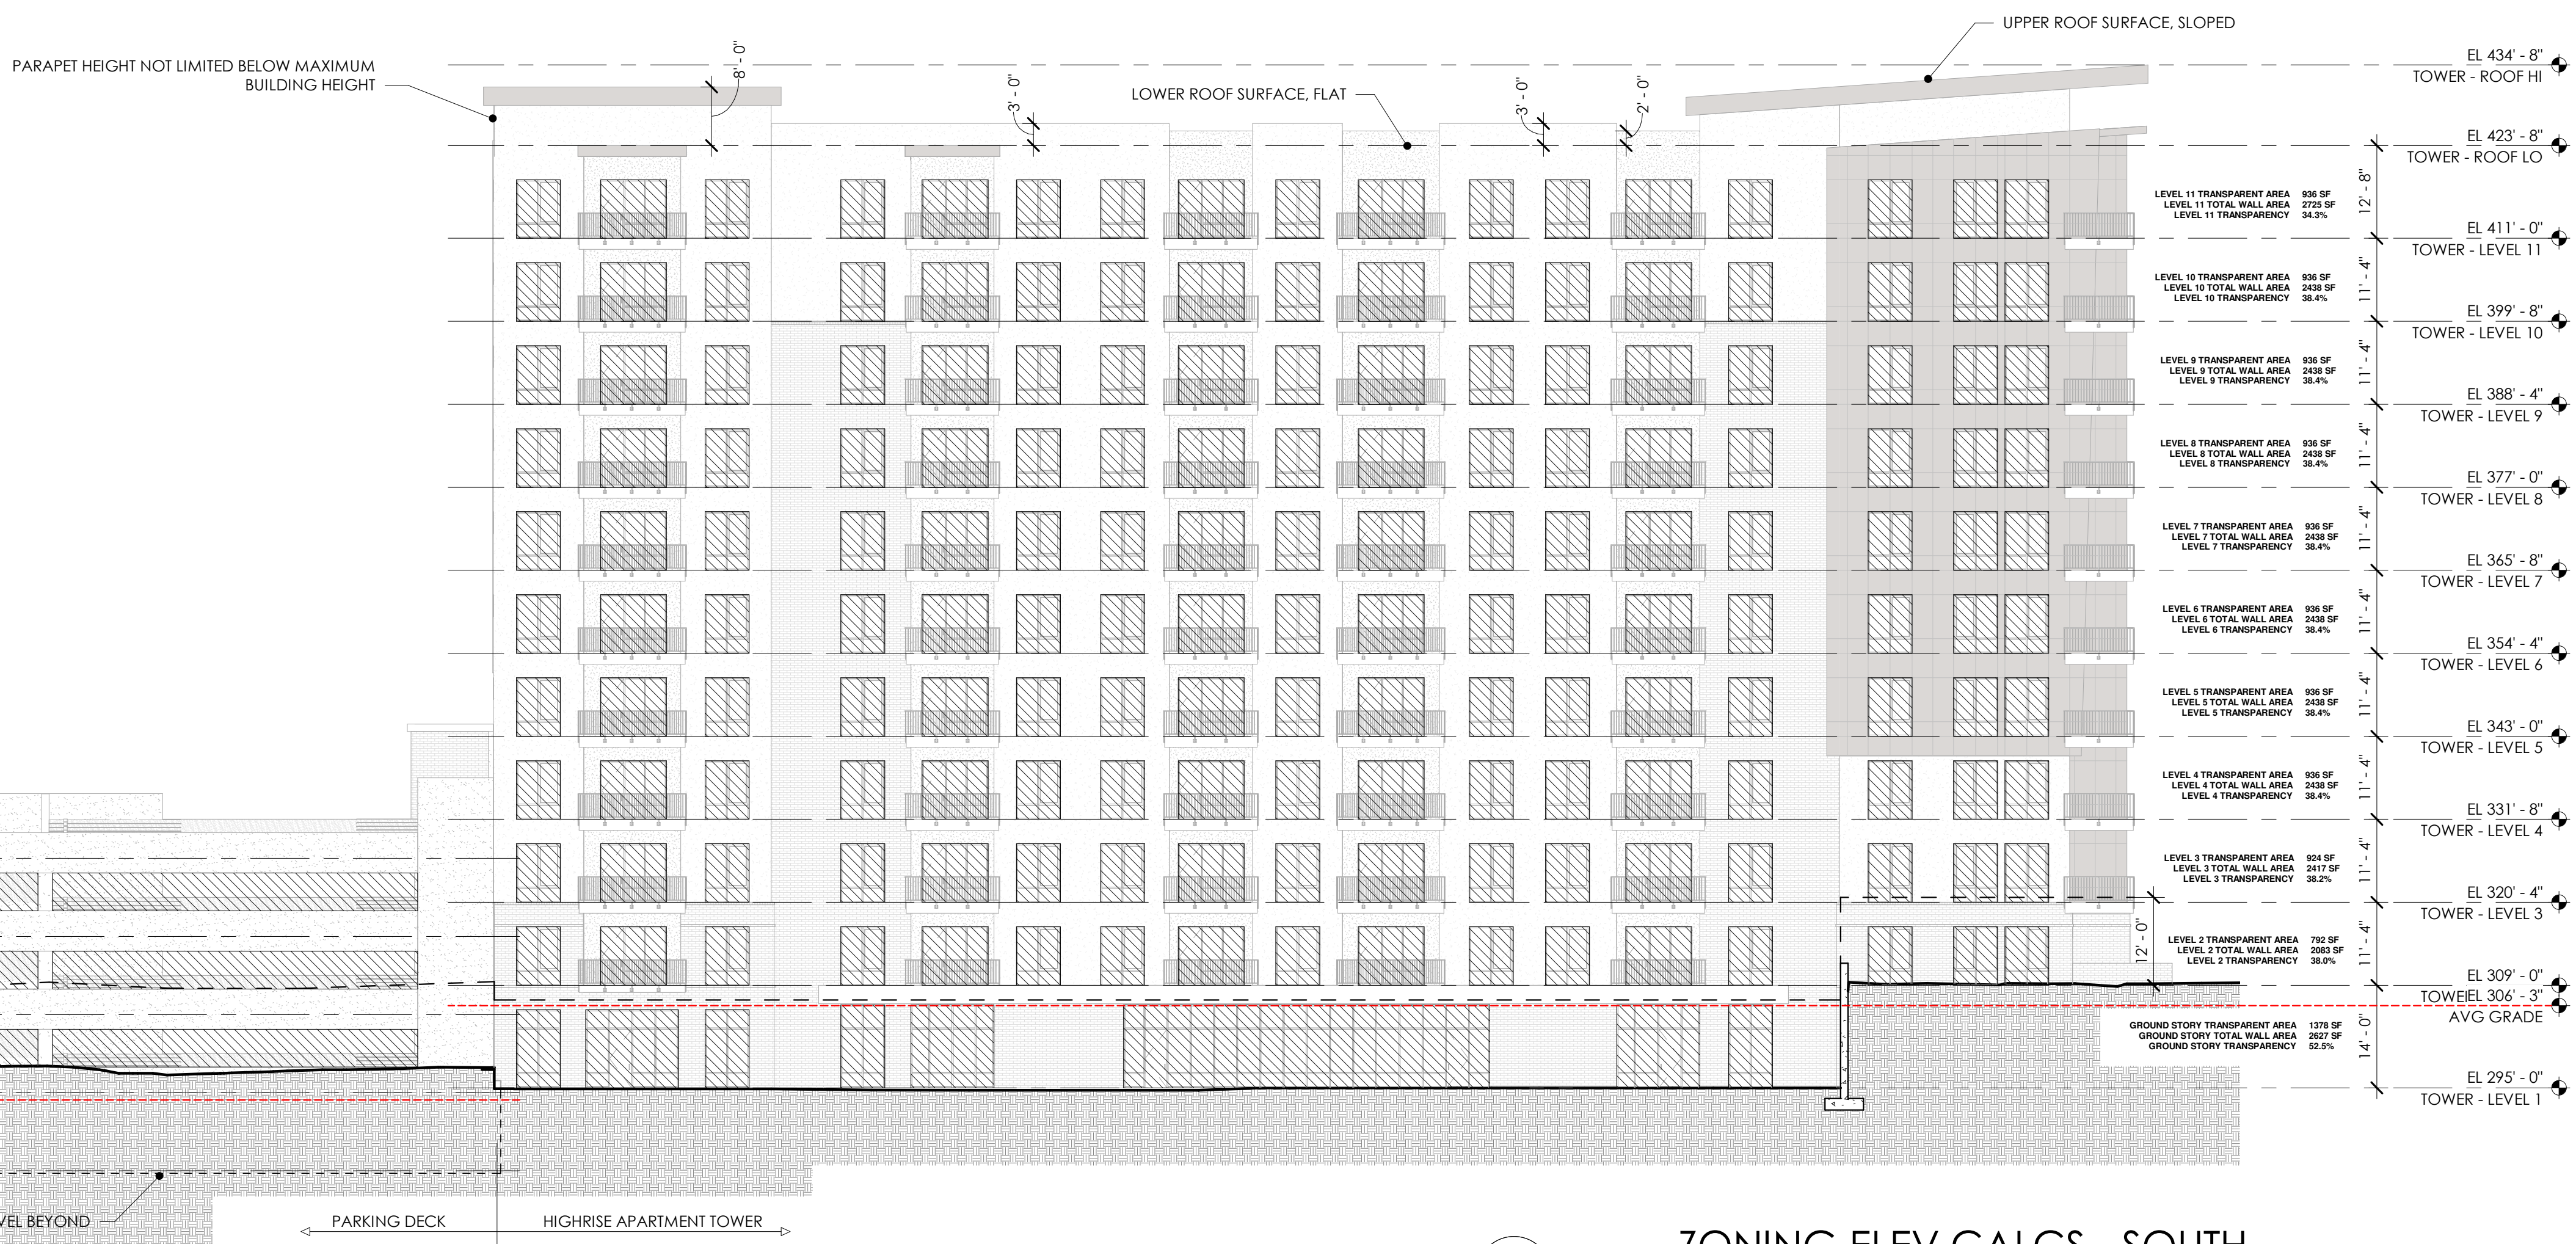 UPPER ROOF SURFACE, SLOPED
PARAPET HEIGHT NOT LIMITED BELOW MAXIMUM
BUILDING HEIGHT
8' - 0"
3' - 0"
LOWER ROOF SURFACE, FLAT
3' - 0"
2' - 0"
EL 434' - 8"
TOWER - ROOF HI
EL 423' - 8"
TOWER - ROOF LO
LEVEL 11 TRANSPARENT AREA 936 SF
LEVEL 11 TOTAL WALL AREA 2725 SF
LEVEL 11 TRANSPARENCY 34.3%
12' - 8"
EL 411' - 0"
TOWER - LEVEL 11
LEVEL 10 TRANSPARENT AREA 936 SF
LEVEL 10 TOTAL WALL AREA 2438 SF
LEVEL 10 TRANSPARENCY 38.4%
11' - 4"
EL 399' - 8"
TOWER - LEVEL 10
LEVEL 9 TRANSPARENT AREA 936 SF
LEVEL 9 TOTAL WALL AREA 2438 SF
LEVEL 9 TRANSPARENCY 38.4%
11' - 4"
EL 388' - 4"
TOWER - LEVEL 9
LEVEL 8 TRANSPARENT AREA 936 SF
LEVEL 8 TOTAL WALL AREA 2438 SF
LEVEL 8 TRANSPARENCY 38.4%
11' - 4"
EL 377' - 0"
TOWER - LEVEL 8
LEVEL 7 TRANSPARENT AREA 936 SF
LEVEL 7 TOTAL WALL AREA 2438 SF
LEVEL 7 TRANSPARENCY 38.4%
11' - 4"
EL 365' - 8"
TOWER - LEVEL 7
LEVEL 6 TRANSPARENT AREA 936 SF
LEVEL 6 TOTAL WALL AREA 2438 SF
LEVEL 6 TRANSPARENCY 38.4%
11' - 4"
EL 354' - 4"
TOWER - LEVEL 6
LEVEL 5 TRANSPARENT AREA 936 SF
LEVEL 5 TOTAL WALL AREA 2438 SF
LEVEL 5 TRANSPARENCY 38.4%
11' - 4"
EL 343' - 0"
TOWER - LEVEL 5
LEVEL 4 TRANSPARENT AREA 936 SF
LEVEL 4 TOTAL WALL AREA 2438 SF
LEVEL 4 TRANSPARENCY 38.4%
11' - 4"
EL 331' - 8"
TOWER - LEVEL 4
LEVEL 3 TRANSPARENT AREA 924 SF
LEVEL 3 TOTAL WALL AREA 2417 SF
LEVEL 3 TRANSPARENCY 38.2%
11' - 4"
EL 320' - 4"
TOWER - LEVEL 3
12' - 0"
LEVEL 2 TRANSPARENT AREA 792 SF
LEVEL 2 TOTAL WALL AREA 2083 SF
LEVEL 2 TRANSPARENCY 38.0%
11' - 4"
EL 309' - 0"
EL 306' - 3"
AVG GRADE
GROUND STORY TRANSPARENT AREA 1378 SF
GROUND STORY TOTAL WALL AREA 2627 SF
GROUND STORY TRANSPARENCY 52.5%
14' - 0"
EL 295' - 0"
TOWER - LEVEL 1
BEYOND
PARKING DECK
HIGHRISE APARTMENT TOWER
ZONING ELEV CALCS - SOUTH